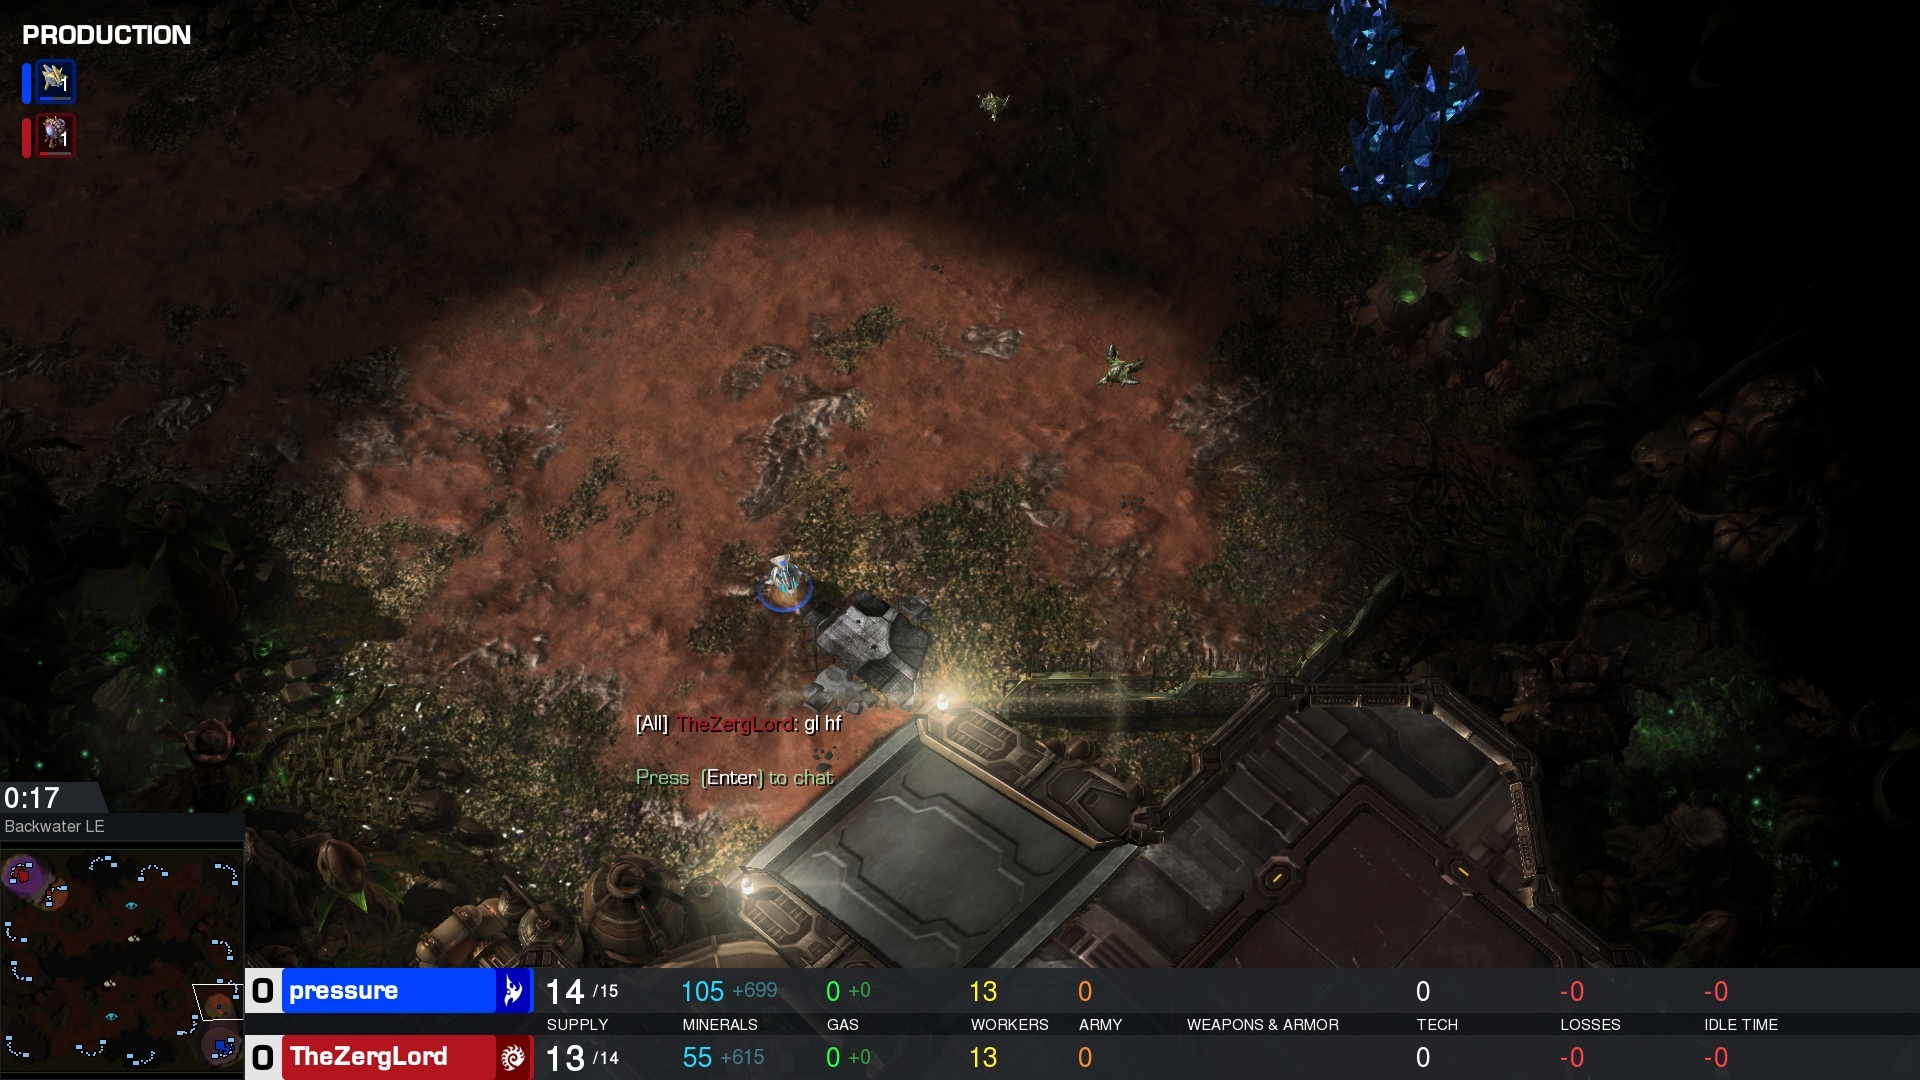 PRODUCTION
1
1
[All] TheZergLord: gl hf
Press (Enter) to chat
0:17
Backwater LE
0 pressure 14 /15 105 +699 0 +0 13 0 0 -0 -0
SUPPLY MINERALS GAS WORKERS ARMY WEAPONS & ARMOR TECH LOSSES IDLE TIME
0 TheZergLord 13 /14 55 +615 0 +0 13 0 0 -0 -0